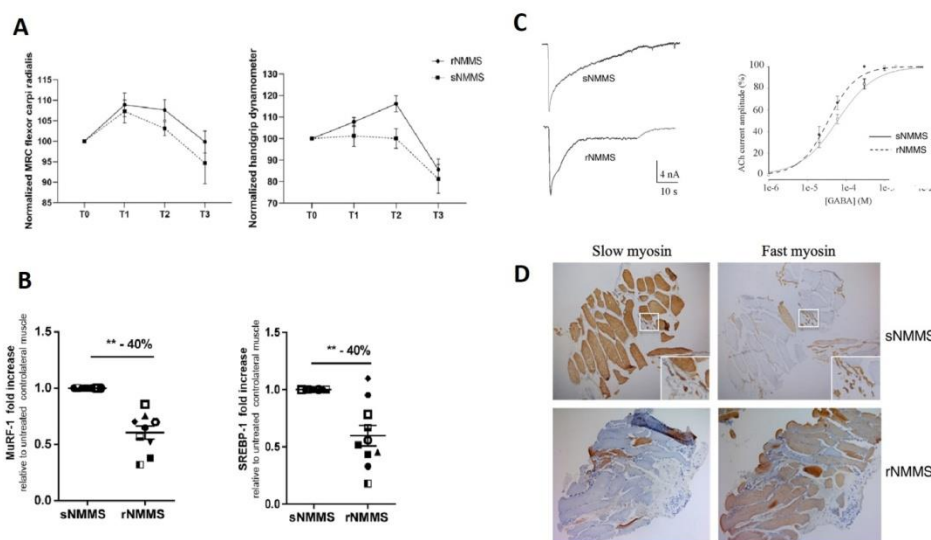 A
Normalized MRC flexor carpi radialis
115
110
105
100
95
90
85
T0 T1 T2 T3
Normalized handgrip dynamometer
130
120
110
100
90
80
70
T0 T1 T2 T3
rNMMS
sNMMS
B
MuRF-1 fold increase
relative to untreated controlateral muscle
1.5
1.0
0.5
0.0
** - 40%
sNMMS rNMMS
SREBP-1 fold increase
relative to untreated controlateral muscle
1.5
1.0
0.5
0.0
** - 40%
sNMMS rNMMS
C
sNMMS
rNMMS
4 nA
10 s
ACh current amplitude (%)
100
80
60
40
20
0
1e-6 1e-5 1e-4
[GABA] (M)
sNMMS
rNMMS
D
Slow myosin Fast myosin
sNMMS
rNMMS